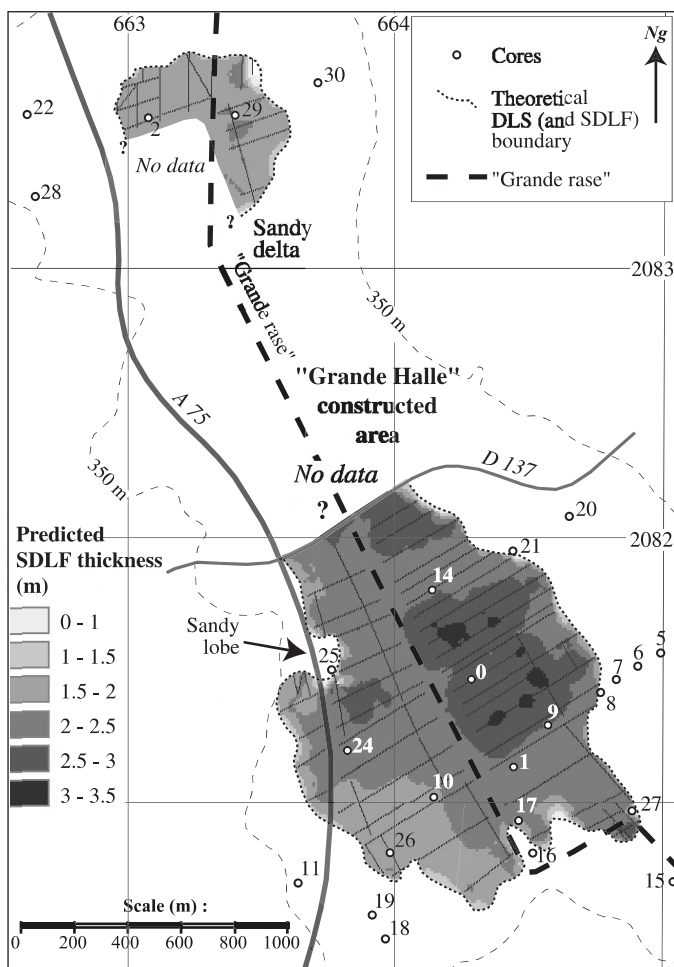 663
664
Ng
Cores
Theoretical
DLS (and SDLF)
boundary
"Grande rase"
30
22
2
29
?
No data
28
?
Sandy
delta
2083
"Grande
rase"
350 m
"Grande Halle"
constructed
area
A 75
350 m
No data
D 137
?
20
Predicted
SDLF thickness
(m)
2082
21
14
0 - 1
1 - 1.5
1.5 - 2
2 - 2.5
2.5 - 3
3 - 3.5
Sandy
lobe
25
5
6
7
8
0
9
24
1
10
17
27
26
16
11
15
19
18
Scale (m) :
0 200 400 600 800 1000